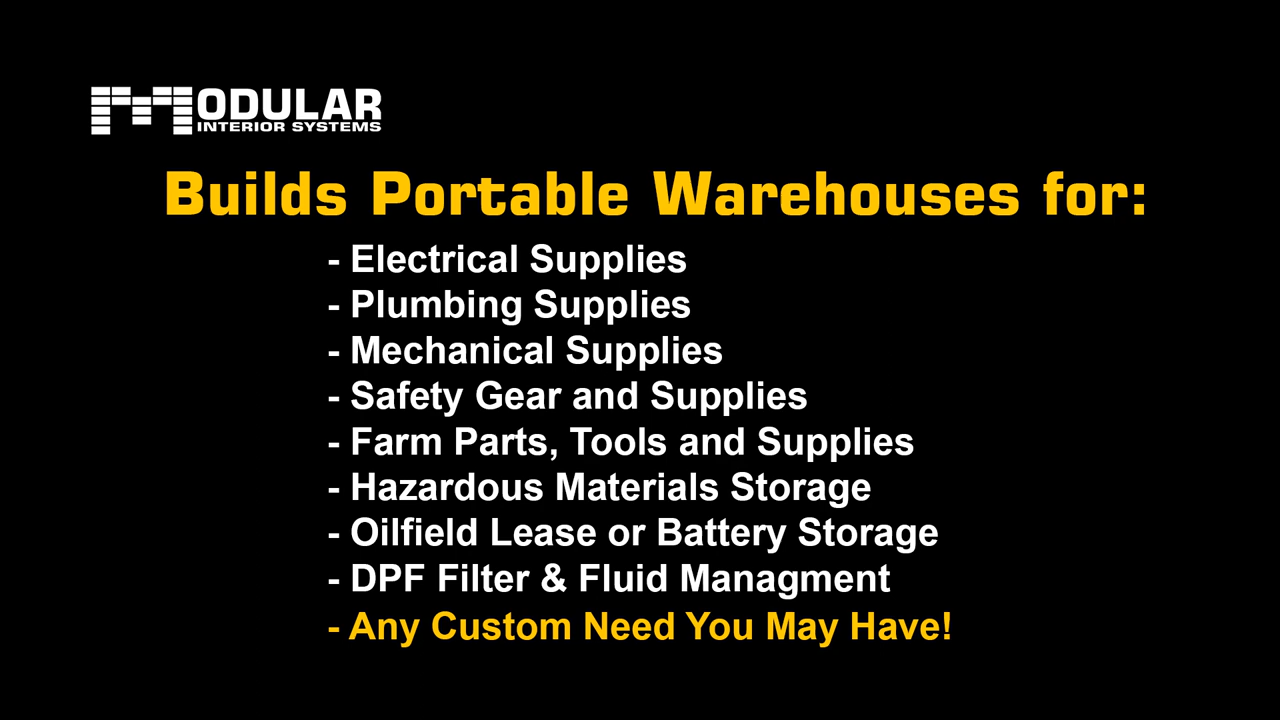 MODULAR
INTERIOR SYSTEMS
Builds Portable Warehouses for:
- Electrical Supplies
- Plumbing Supplies
- Mechanical Supplies
- Safety Gear and Supplies
- Farm Parts, Tools and Supplies
- Hazardous Materials Storage
- Oilfield Lease or Battery Storage
- DPF Filter & Fluid Managment
- Any Custom Need You May Have!